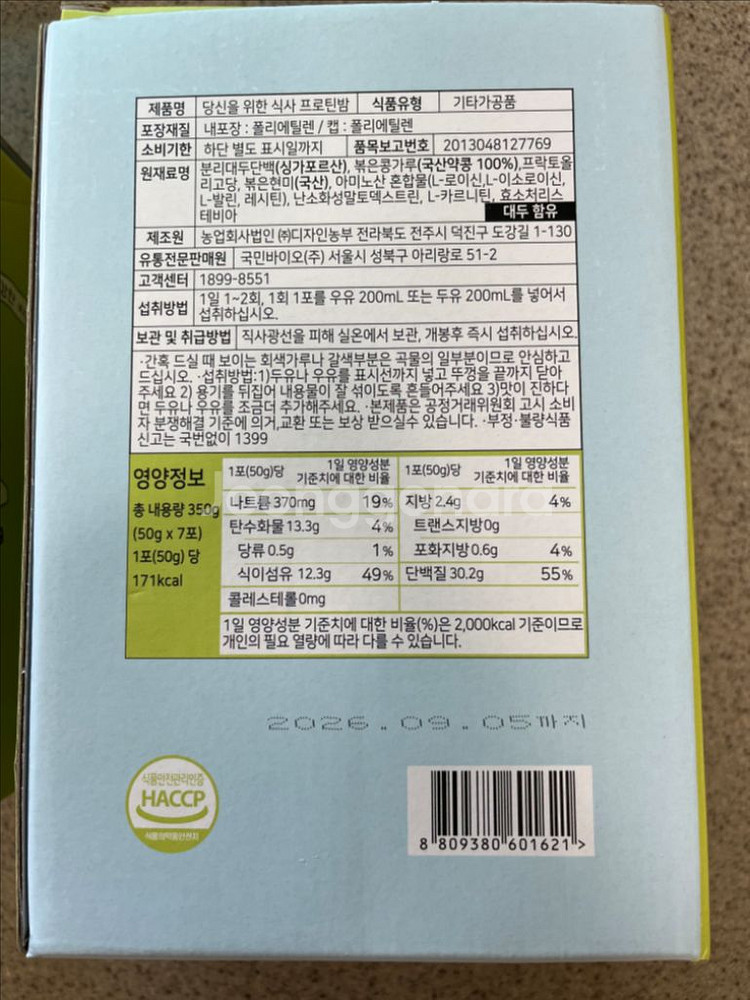 제품명 당신을 위한 식사 프로틴밤 식품유형 기타가공품
포장재질 내포장 : 폴리에틸렌 / 캡 : 폴리에틸렌
소비기한 하단 별도 표시일까지 품목보고번호 2013048127769
원재료명 분리대두단백(싱가포르산), 볶은콩가루(국산약콩 100%),프락토올
리고당, 볶은현미(국산), 아미노산 혼합물(L-로이신,L-이소로이신,
L-발린, 레시틴), 난소화성말토덱스트린, L-카르니틴, 효소처리스
테비아 대두 함유
제조원 농업회사법인 ㈜디자인농부 전라북도 전주시 덕진구 도강길 1-130
유통전문판매원 국민바이오(주) 서울시 성북구 아리랑로 51-2
고객센터 1899-8551
섭취방법 1일 1~2회, 1회 1포를 우유 200mL 또는 두유 200mL를 넣어서
섭취하십시오.
보관 및 취급방법 직사광선을 피해 실온에서 보관, 개봉후 즉시 섭취하십시오.
·간혹 드실 때 보이는 회색가루나 갈색부분은 곡물의 일부분이므로 안심하고
드십시오. ·섭취방법:1)두유나 우유를 표시선까지 넣고 뚜껑을 끝까지 닫아
주세요 2) 용기를 뒤집어 내용물이 잘 섞이도록 흔들어주세요 3)맛이 진하다
면 두유나 우유를 조금더 추가해주세요. ·본제품은 공정거래위원회 고시 소비
자 분쟁해결 기준에 의거,교환 또는 보상 받으실수 있습니다. ·부정·불량식품
신고는 국번없이 1399
영양정보
총 내용량 350g
(50g x 7포)
1포(50g) 당
171kcal
1포(50g)당 1일 영양성분 기준치에 대한 비율 1포(50g)당 1일 영양성분 기준치에 대한 비율
나트륨 370mg 19% 지방 2.4g 4%
탄수화물 13.3g 4% 트랜스지방 0g
당류 0.5g 1% 포화지방 0.6g 4%
식이섬유 12.3g 49% 단백질 30.2g 55%
콜레스테롤 0mg
1일 영양성분 기준치에 대한 비율(%)은 2,000kcal 기준이므로
개인의 필요 열량에 따라 다를 수 있습니다.
2026.09.05까지
식품안전관리인증
HACCP
식품의약품안전처
8 809380 601621 >